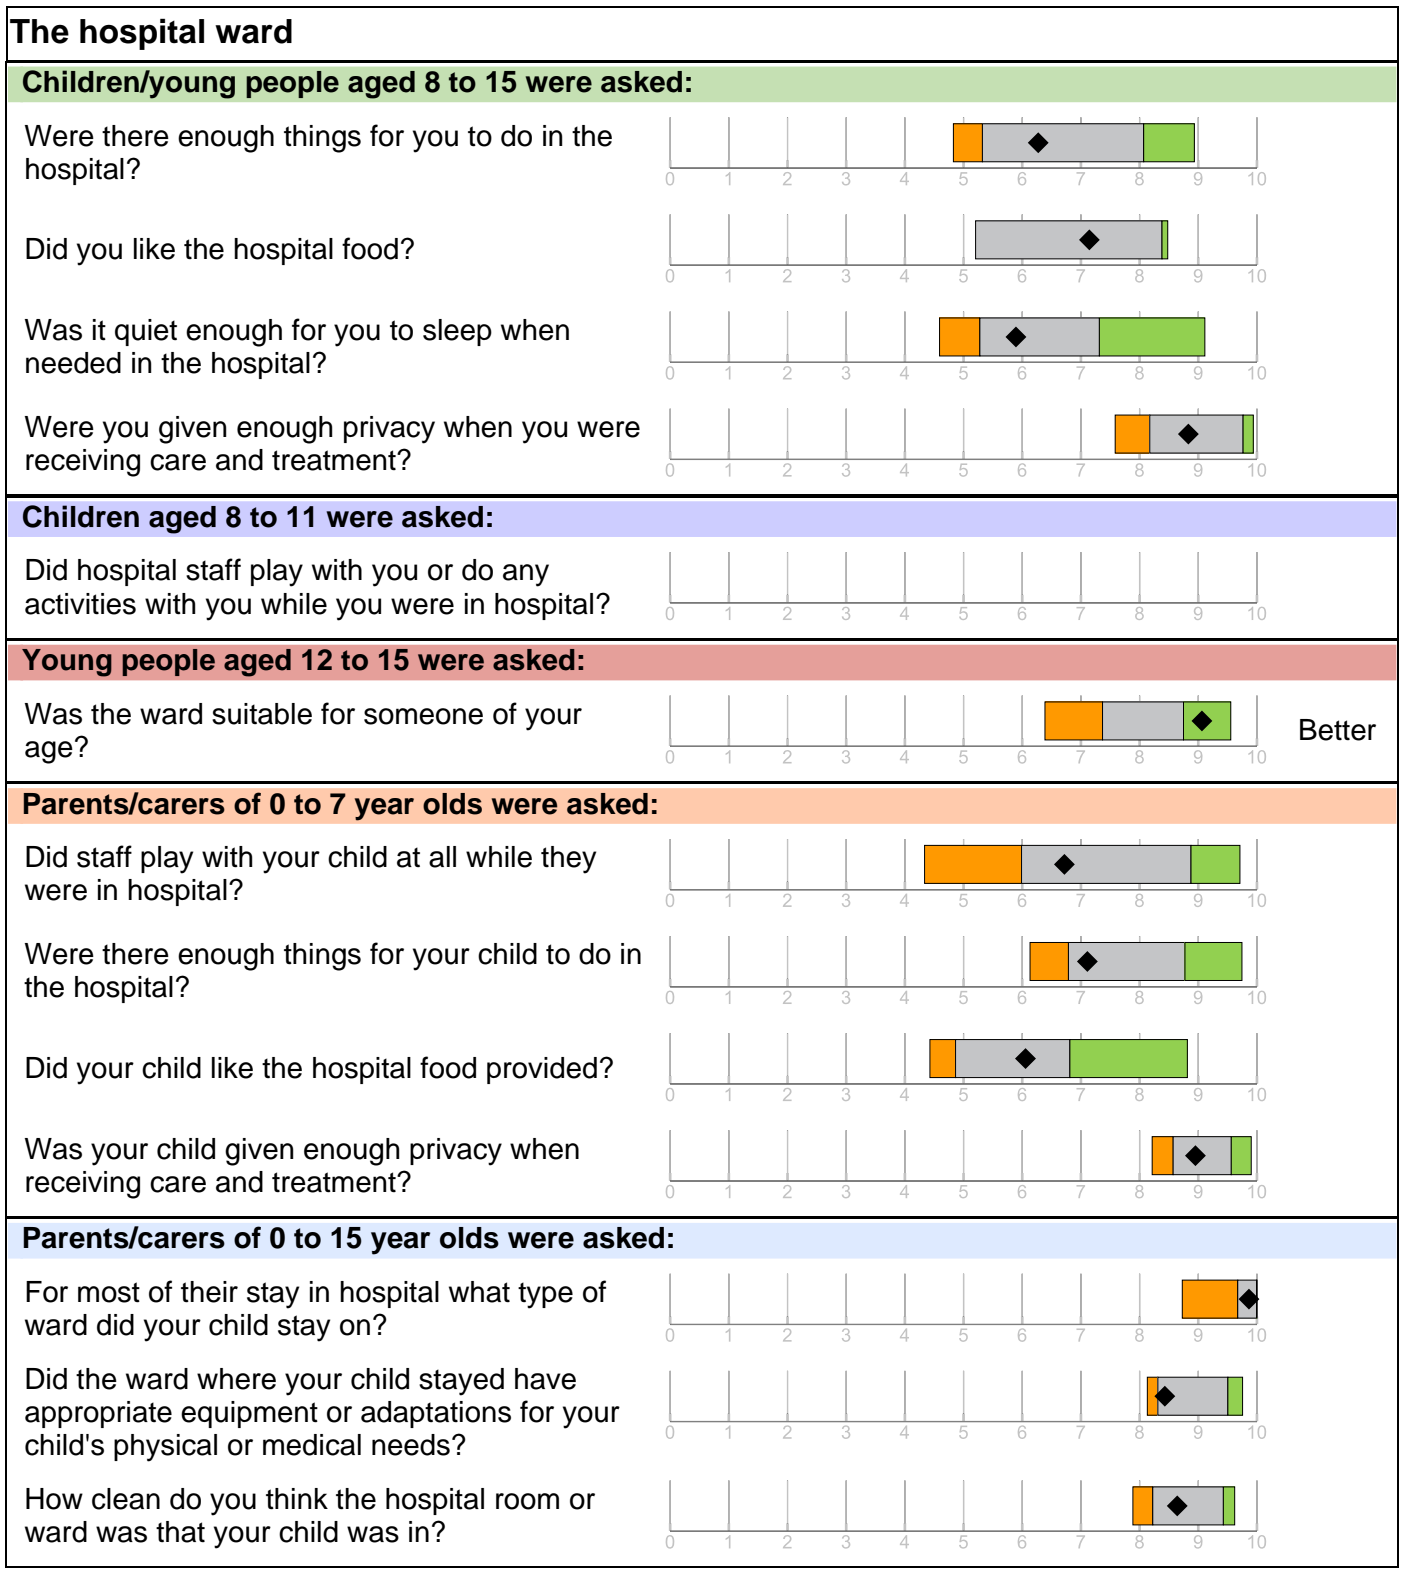 The hospital ward
Children/young people aged 8 to 15 were asked:
Were there enough things for you to do in the
hospital?
0 1 2 3 4 5 6 7 8 9 10
Did you like the hospital food?
0 1 2 3 4 5 6 7 8 9 10
Was it quiet enough for you to sleep when
needed in the hospital?
0 1 2 3 4 5 6 7 8 9 10
Were you given enough privacy when you were
receiving care and treatment?
0 1 2 3 4 5 6 7 8 9 10
Children aged 8 to 11 were asked:
Did hospital staff play with you or do any
activities with you while you were in hospital?
0 1 2 3 4 5 6 7 8 9 10
Young people aged 12 to 15 were asked:
Was the ward suitable for someone of your
age?
0 1 2 3 4 5 6 7 8 9 10
Better
Parents/carers of 0 to 7 year olds were asked:
Did staff play with your child at all while they
were in hospital?
0 1 2 3 4 5 6 7 8 9 10
Were there enough things for your child to do in
the hospital?
0 1 2 3 4 5 6 7 8 9 10
Did your child like the hospital food provided?
0 1 2 3 4 5 6 7 8 9 10
Was your child given enough privacy when
receiving care and treatment?
0 1 2 3 4 5 6 7 8 9 10
Parents/carers of 0 to 15 year olds were asked:
For most of their stay in hospital what type of
ward did your child stay on?
0 1 2 3 4 5 6 7 8 9 10
Did the ward where your child stayed have
appropriate equipment or adaptations for your
child's physical or medical needs?
0 1 2 3 4 5 6 7 8 9 10
How clean do you think the hospital room or
ward was that your child was in?
0 1 2 3 4 5 6 7 8 9 10